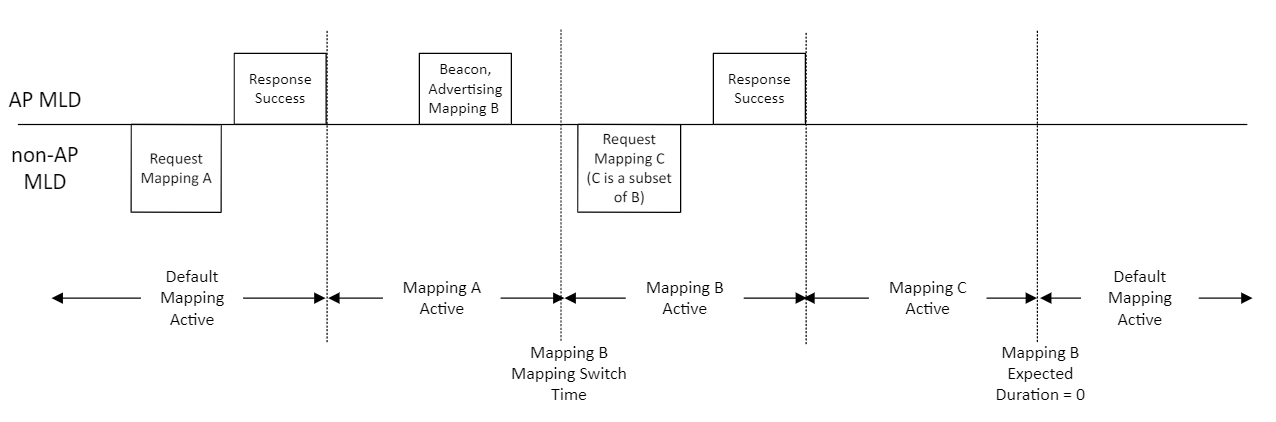 AP MLD
Response
Success
Beacon,
Advertising
Mapping B
Response
Success
non-AP
MLD
Request
Mapping A
Request
Mapping C
(C is a subset
of B)
Default
Mapping
Active
Mapping A
Active
Mapping B
Active
Mapping C
Active
Default
Mapping
Active
Mapping B
Mapping Switch
Time
Mapping B
Expected
Duration = 0